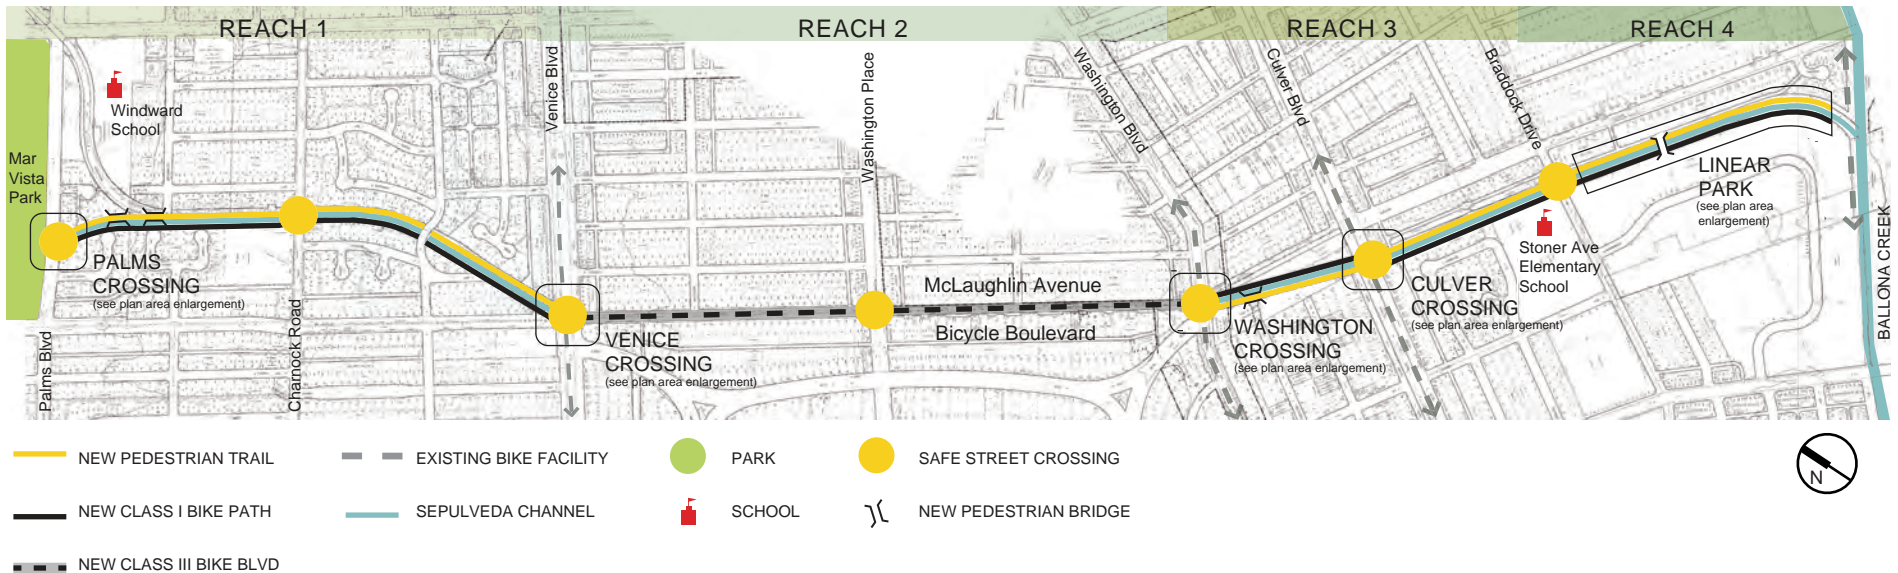 REACH 1
REACH 2
REACH 3
REACH 4
Windward
School
Mar
Vista
Park
Venice Blvd
Washington Place
Washington Blvd
Culver Blvd
Braddock Drive
PALMS
CROSSING
(see plan area enlargement)
Palms Blvd
Charnock Road
VENICE
CROSSING
(see plan area enlargement)
McLaughlin Avenue
Bicycle Boulevard
WASHINGTON
CROSSING
(see plan area enlargement)
CULVER
CROSSING
(see plan area enlargement)
Stoner Ave
Elementary
School
LINEAR
PARK
(see plan area
enlargement)
BALLONA CREEK
NEW PEDESTRIAN TRAIL
EXISTING BIKE FACILITY
PARK
SAFE STREET CROSSING
NEW CLASS I BIKE PATH
SEPULVEDA CHANNEL
SCHOOL
NEW PEDESTRIAN BRIDGE
NEW CLASS III BIKE BLVD
N